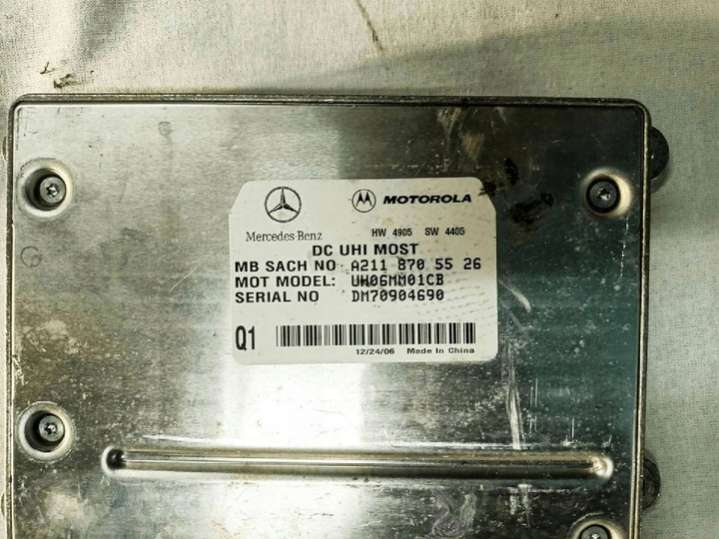 Mercedes-Benz
MOTOROLA
HW 4905 SW 4405
DC UHI MOST
MB SACH NO A211 870 55 26
MOT MODEL: UW06MM01CB
SERIAL NO DM70904690
Q1
12/24/06 Made In China
G